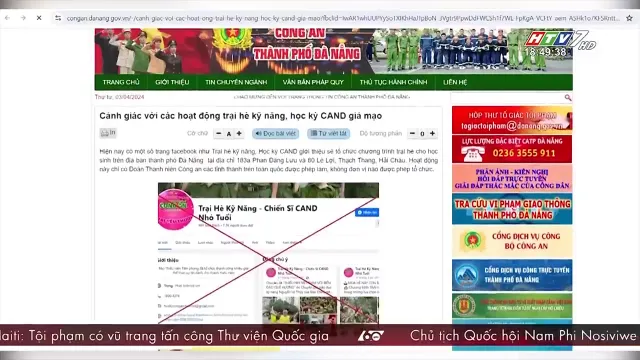 congan.danang.gov.vn/-/canh-giac-voi-cac-hoat-ong-trai-he-ky-nang-hoc-ky-cand-gia-mao?fbclid=
HTV7 HD
18:49:38
CÔNG AN
THÀNH PHỐ ĐÀ NẴNG
TRANG CHỦ GIỚI THIỆU TIN CHUYÊN NGÀNH VĂN BẢN PHÁP QUY THỦ TỤC HÀNH CHÍNH LIÊN HỆ
Thứ tư, 03/04/2024
Cảnh giác với các hoạt động trại hè kỹ năng, học kỳ CAND giả mạo
In Cỡ chữ - A + Đọc bài viết Tư viết tắt Độ tương phản - 0 +
Hiện nay có một số trang facebook như Trại hè Kỹ năng, Học kỳ CAND giới thiệu sẽ tổ chức chương trình trại hè cho học
sinh trên địa bàn thành phố Đà Nẵng tại địa chỉ 183a Phan Đăng Lưu và 60 Lê Lợi, Thạch Thang, Hải Châu. Hoạt động
này chỉ có Đoàn Thanh niên Công an các tỉnh thành trên toàn quốc được phép làm, không đơn vị nào được phép tổ chức.
Trại Hè Kỹ Năng - Chiến Sĩ CAND
Nhỏ Tuổi
Giới thiệu
HỘP THƯ TỐ GIÁC TỘI PHẠM
tagiactoipham@danang.gov.vn
LỰC LƯỢNG ĐẶC BIỆT CATP ĐÀ NẴNG
0236 3555 911
PHẢN ÁNH - KIẾN NGHỊ
HỎI ĐÁP TRỰC TUYẾN
GIẢI ĐÁP THẮC MẮC CỦA CÔNG DÂN
TRA CỨU VI PHẠM GIAO THÔNG
THÀNH PHỐ ĐÀ NẴNG
CỔNG DỊCH VỤ CÔNG
BỘ CÔNG AN
CỔNG DỊCH VỤ CÔNG TRỰC TUYẾN
THÀNH PHỐ ĐÀ NẴNG
Haiti: Tội phạm có vũ trang tấn công Thư viện Quốc gia 60 Chủ tịch Quốc hội Nam Phi Nosiviwe